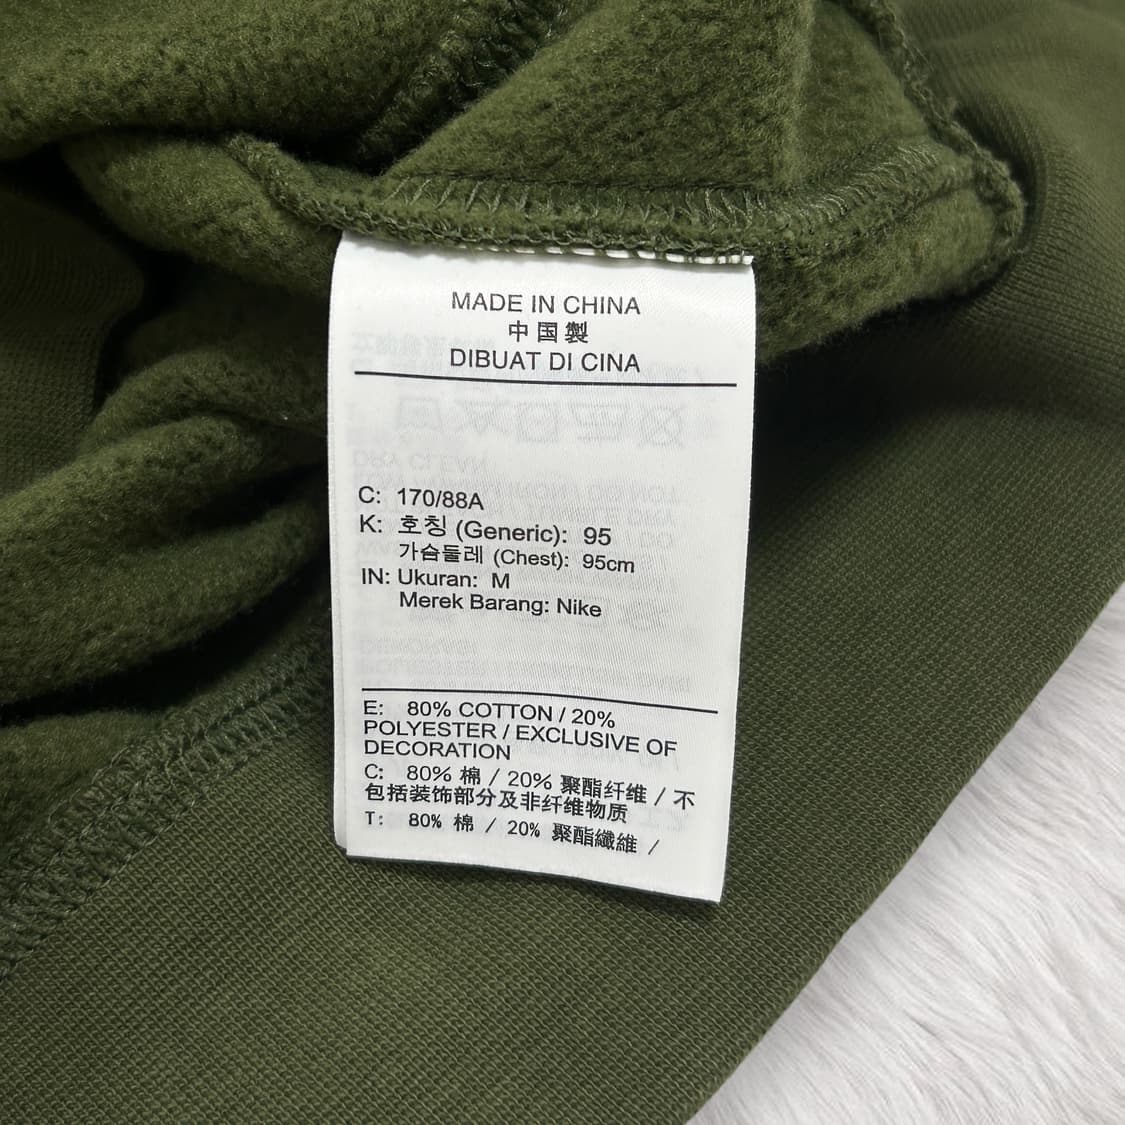 MADE IN CHINA
中国製
DIBUAT DI CINA
C: 170/88A
K: 호칭 (Generic): 95
가슴둘레 (Chest): 95cm
IN: Ukuran: M
Merek Barang: Nike
E: 80% COTTON / 20%
POLYESTER / EXCLUSIVE OF
DECORATION
C: 80% 棉 / 20% 聚酯纤维 / 不
包括装饰部分及非纤维物质
T: 80% 棉 / 20% 聚酯纖維 /